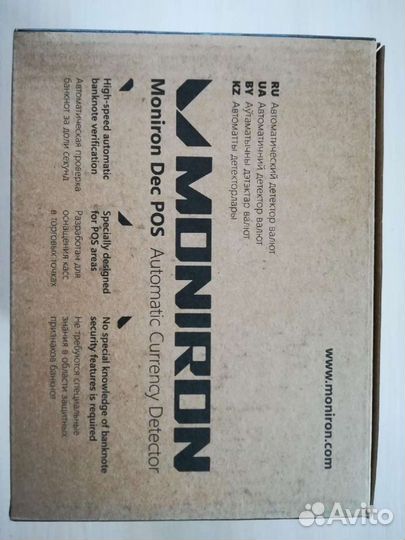 RU Автоматический детектор валют
UA Автоматичний детектор валют
BY Аўтаматычны дэтэктар валют
KZ Автоматты детекторлары
www.moniron.com
MONIRON
Moniron Dec POS Automatic Currency Detector
High-speed automatic
banknote verification
Автоматическая проверка
банкнот за доли секунд
Specially designed
for POS areas
Разработан для
оснащения касс
в торговых точках
No special knowledge of banknote
security features is required
Не требуются специальные
знания в области защитных
признаков банкнот
Avito